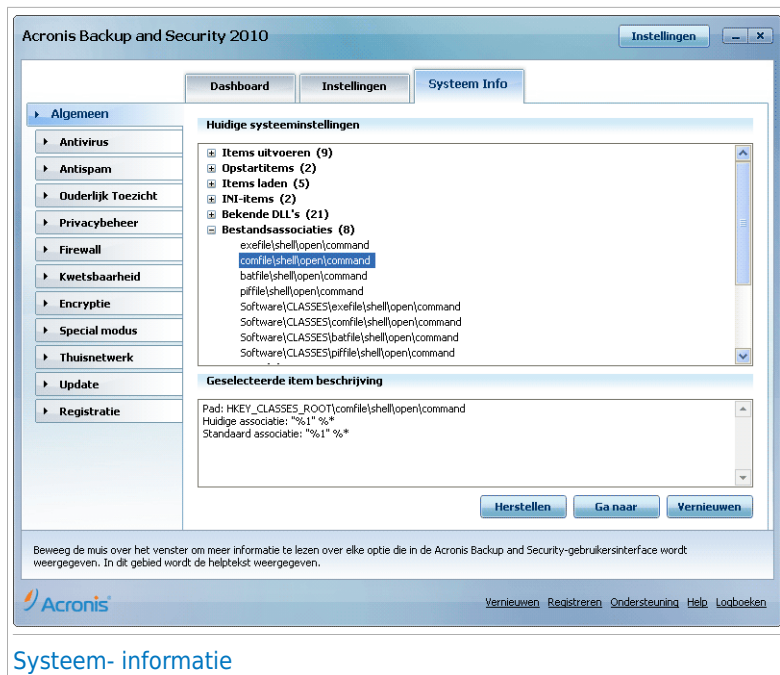 Acronis Backup and Security 2010
Instellingen
Dashboard
Instellingen
Systeem Info
Algemeen
Antivirus
Antispam
Ouderlijk Toezicht
Privacybeheer
Firewall
Kwetsbaarheid
Encryptie
Special modus
Thuisnetwerk
Update
Registratie
Huidige systeeminstellingen
Items uitvoeren (9)
Opstartitems (2)
Items laden (5)
INI-items (2)
Bekende DLL's (21)
Bestandsassociaties (8)
exefile\shell\open\command
comfile\shell\open\command
batfile\shell\open\command
piffile\shell\open\command
Software\CLASSES\exefile\shell\open\command
Software\CLASSES\comfile\shell\open\command
Software\CLASSES\batfile\shell\open\command
Software\CLASSES\piffile\shell\open\command
Geselecteerde item beschrijving
Pad: HKEY_CLASSES_ROOT\comfile\shell\open\command
Huidige associatie: "%1" %*
Standaard associatie: "%1" %*
Herstellen
Ga naar
Vernieuwen
Beweeg de muis over het venster om meer informatie te lezen over elke optie die in de Acronis Backup and Security-gebruikersinterface wordt
weergegeven. In dit gebied wordt de helptekst weergegeven.
Acronis
Vernieuwen Registreren Ondersteuning Help Logboeken
Systeem- informatie